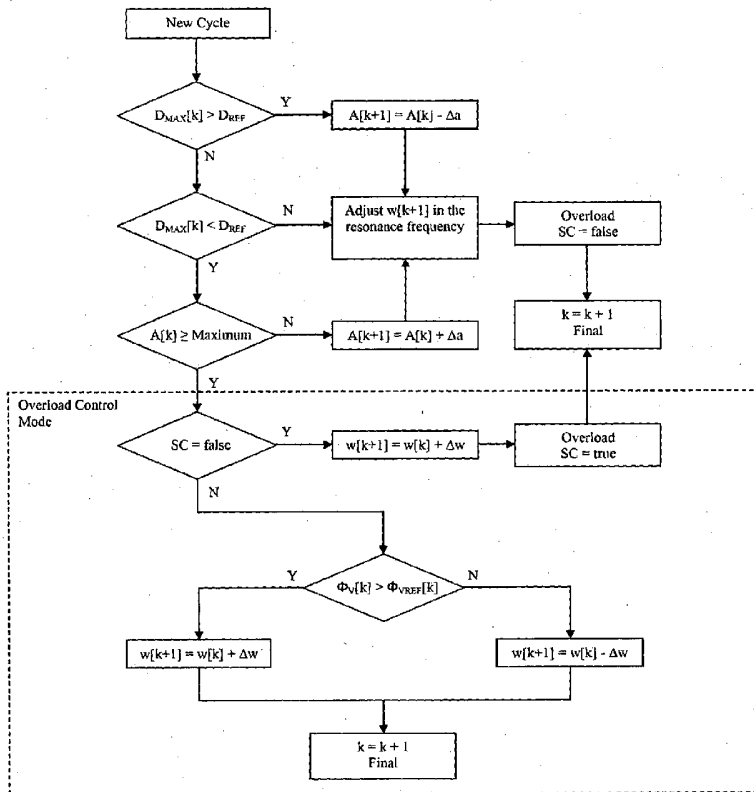 New Cycle
D_MAX[k] > D_REF
Y
A[k+1] = A[k] - Δa
N
D_MAX[k] < D_REF
N
Adjust w[k+1] in the
resonance frequency
Overload
SC = false
Y
A[k] ≥ Maximum
N
A[k+1] = A[k] + Δa
k = k + 1
Final
Y
Overload Control
Mode
SC = false
Y
w[k+1] = w[k] + Δw
Overload
SC = true
N
Y
Φ_V[k] > Φ_VREF[k]
N
w[k+1] = w[k] + Δw
w[k+1] = w[k] - Δw
k = k + 1
Final